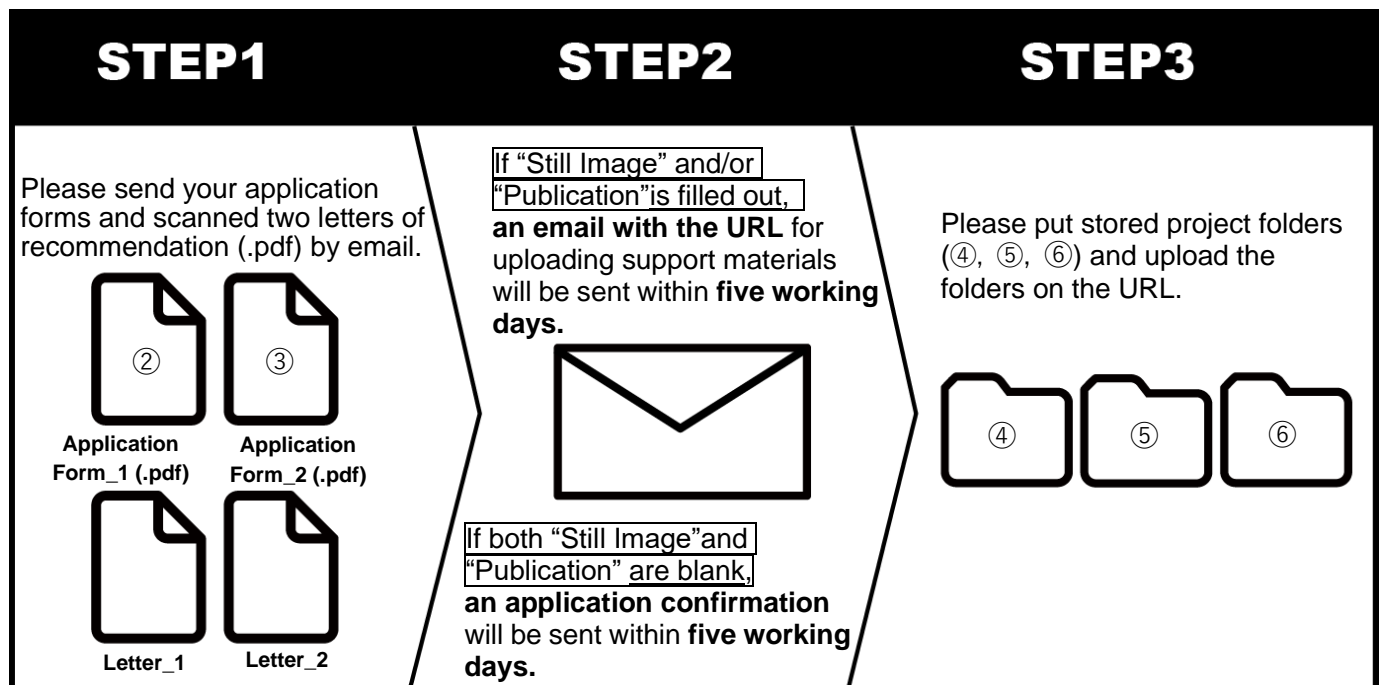 STEP1
STEP2
STEP3
Please send your application
forms and scanned two letters of
recommendation (.pdf) by email.
②
③
Application
Form_1 (.pdf)
Application
Form_2 (.pdf)
Letter_1
Letter_2
If “Still Image” and/or
“Publication”is filled out,
an email with the URL for
uploading support materials
will be sent within five working
days.
If both “Still Image”and
“Publication” are blank,
an application confirmation
will be sent within five working
days.
Please put stored project folders
(④, ⑤, ⑥) and upload the
folders on the URL.
④
⑤
⑥